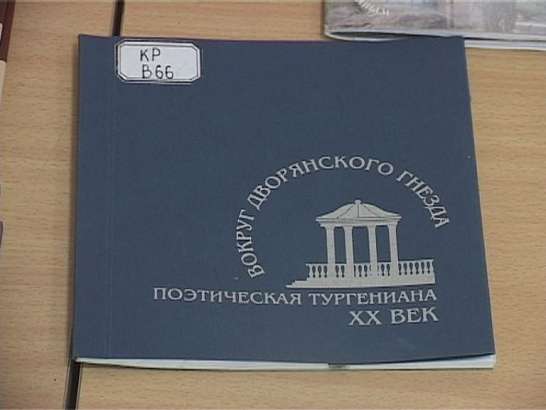 КР
В66
ВОКРУГ ДВОРЯНСКОГО ГНЕЗДА
ПОЭТИЧЕСКАЯ ТУРГЕНИАНА
XX ВЕК